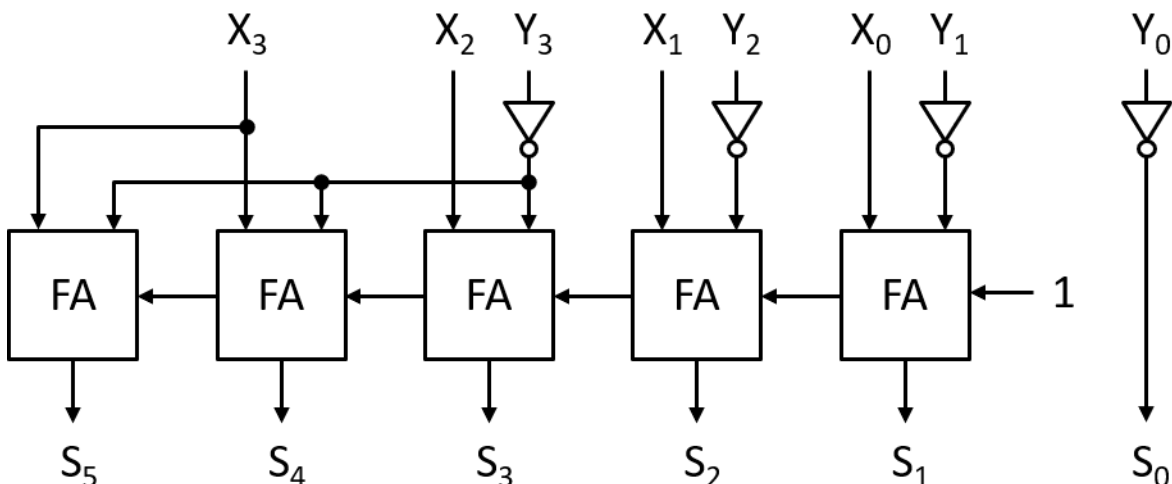 X₃ X₂ Y₃ X₁ Y₂ X₀ Y₁ Y₀
FA FA FA FA FA 1
S₅ S₄ S₃ S₂ S₁ S₀